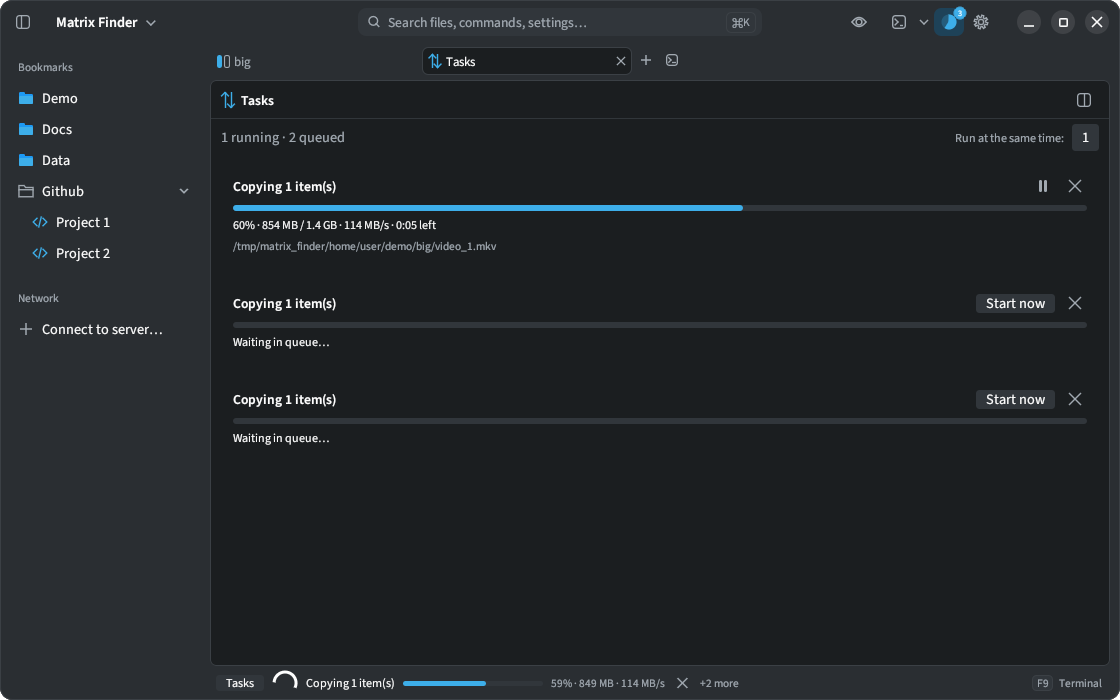 Matrix Finder
Search files, commands, settings…
⌘K
3
Bookmarks
Demo
Docs
Data
Github
Project 1
Project 2
Network
Connect to server…
big
Tasks
Tasks
1 running · 2 queued
Run at the same time: 1
Copying 1 item(s)
60% · 854 MB / 1.4 GB · 114 MB/s · 0:05 left
/tmp/matrix_finder/home/user/demo/big/video_1.mkv
Copying 1 item(s)
Start now
Waiting in queue…
Copying 1 item(s)
Start now
Waiting in queue…
Tasks Copying 1 item(s) 59% · 849 MB · 114 MB/s +2 more F9 Terminal